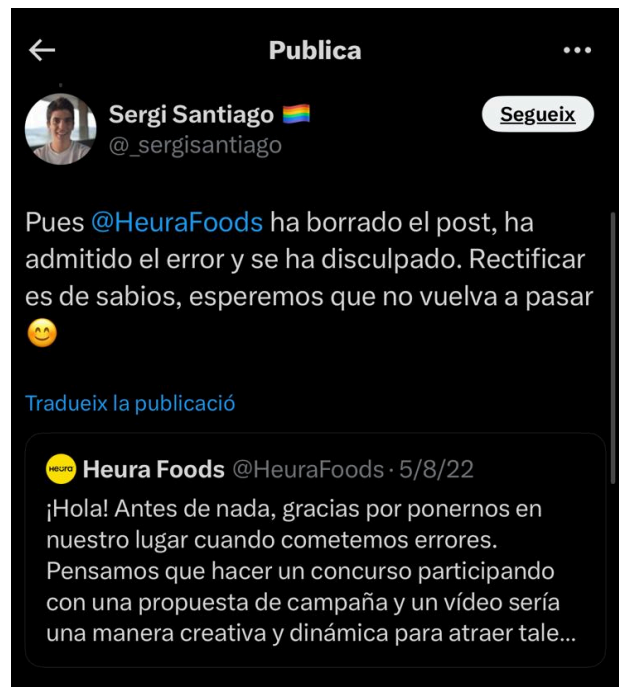 Publica
Sergi Santiago 🏳️‍🌈
Segueix
@_sergisantiago
Pues @HeuraFoods ha borrado el post, ha
admitido el error y se ha disculpado. Rectificar
es de sabios, esperemos que no vuelva a pasar
😊
Tradueix la publicació
Heura
Heura Foods @HeuraFoods · 5/8/22
¡Hola! Antes de nada, gracias por ponernos en
nuestro lugar cuando cometemos errores.
Pensamos que hacer un concurso participando
con una propuesta de campaña y un vídeo sería
una manera creativa y dinámica para atraer tale...